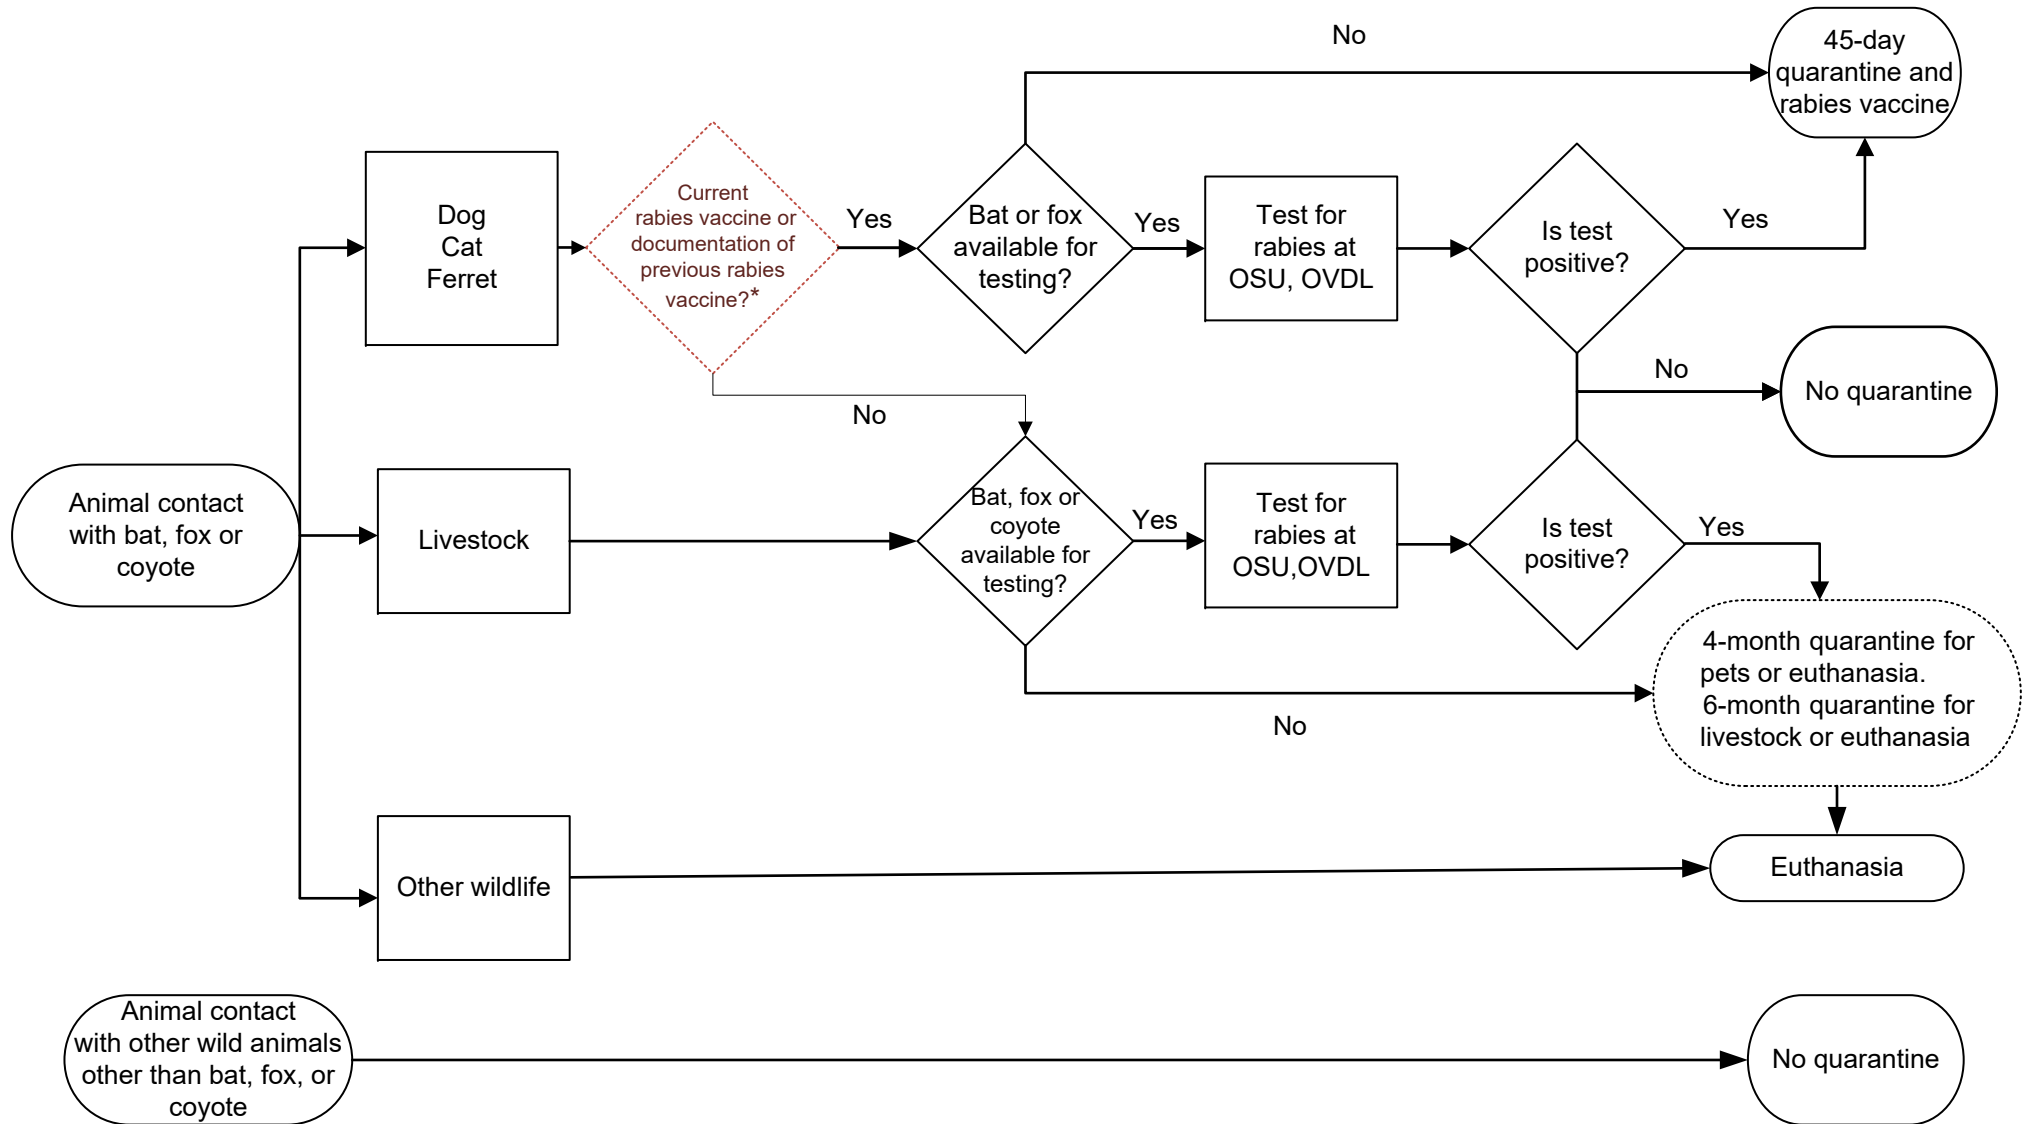 No
45-day
quarantine and
rabies vaccine
Dog
Cat
Ferret
Current
rabies vaccine or
documentation of
previous rabies
vaccine?*
Yes
Bat or fox
available for
testing?
Yes
Test for
rabies at
OSU, OVDL
Is test
positive?
Yes
No
No quarantine
No
Animal contact
with bat, fox or
coyote
Livestock
Bat, fox or
coyote
available for
testing?
Yes
Test for
rabies at
OSU,OVDL
Is test
positive?
Yes
4-month quarantine for
pets or euthanasia.
6-month quarantine for
livestock or euthanasia
No
Other wildlife
Euthanasia
Animal contact
with other wild animals
other than bat, fox, or
coyote
No quarantine